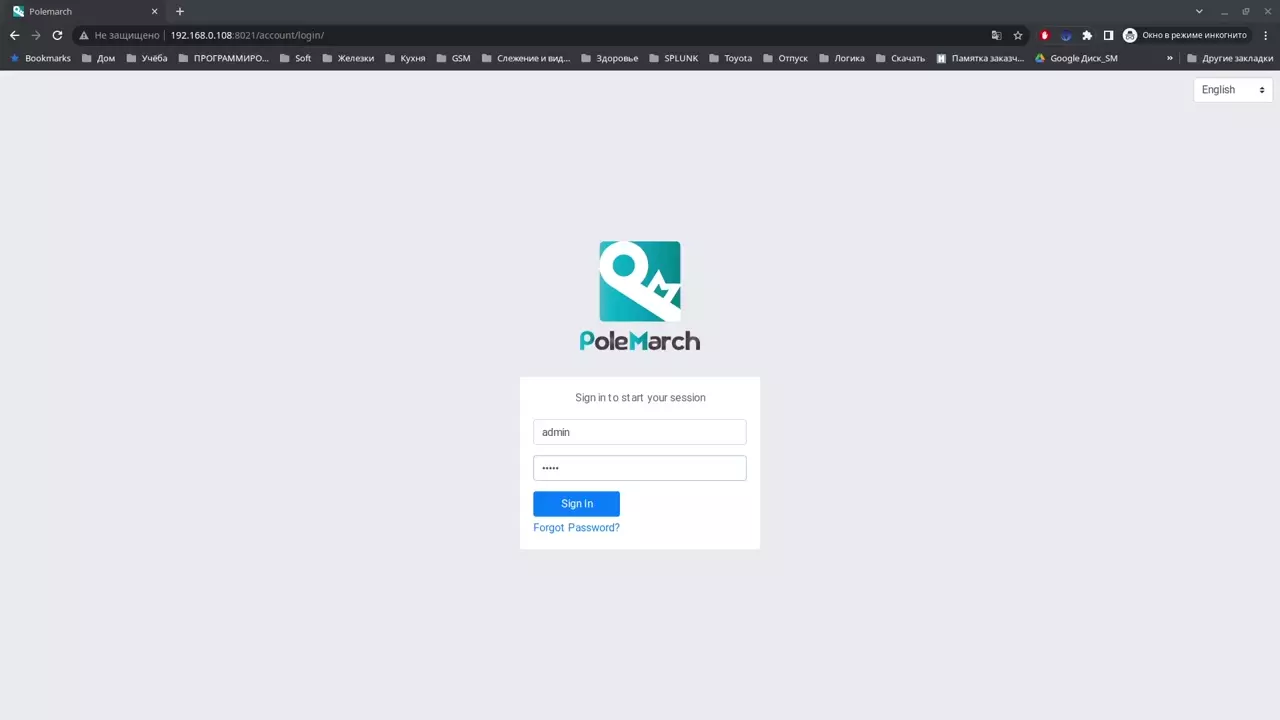 Polemarch
Не защищено 192.168.0.108:8021/account/login/ Окно в режиме инкогнито
Bookmarks Дом Учёба ПРОГРАММИРО... Soft Железки Кухня GSM Слежение и вид... Здоровье SPLUNK Toyota Отпуск Логика Скачать Памятка заказч... Google Диск_SM » Другие закладки
English
PoleMarch
Sign in to start your session
admin
•••••
Sign In
Forgot Password?